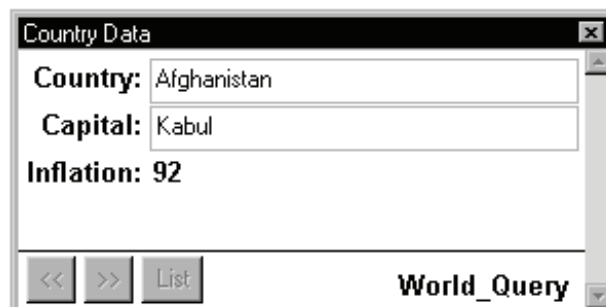 Country Data
Country: Afghanistan
Capital: Kabul
Inflation: 92
<< >> List World_Query